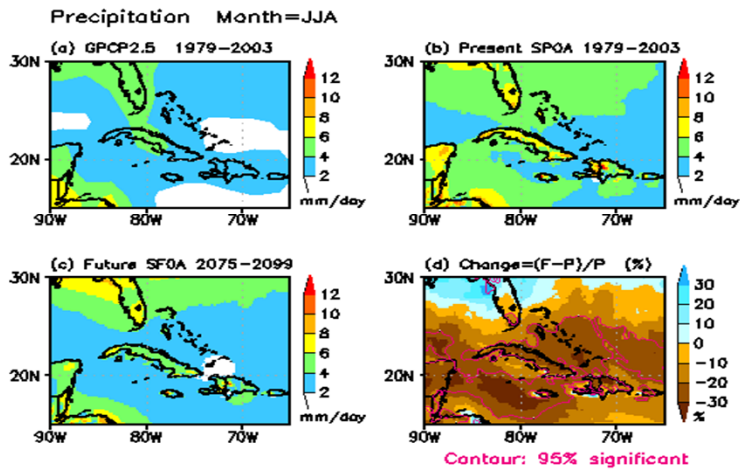 Precipitation Month=JJA
(a) GPCP2.5 1979-2003
30N
20N
90W 80W 70W
12
10
8
6
4
2
mm/day
(b) Present SP0A 1979-2003
30N
20N
90W 80W 70W
12
10
8
6
4
2
mm/day
(c) Future SF0A 2075-2099
30N
20N
90W 80W 70W
12
10
8
6
4
2
mm/day
(d) Change=(F-P)/P (%)
30N
20N
90W 80W 70W
30
20
10
0
-10
-20
-30
%
Contour: 95% significant